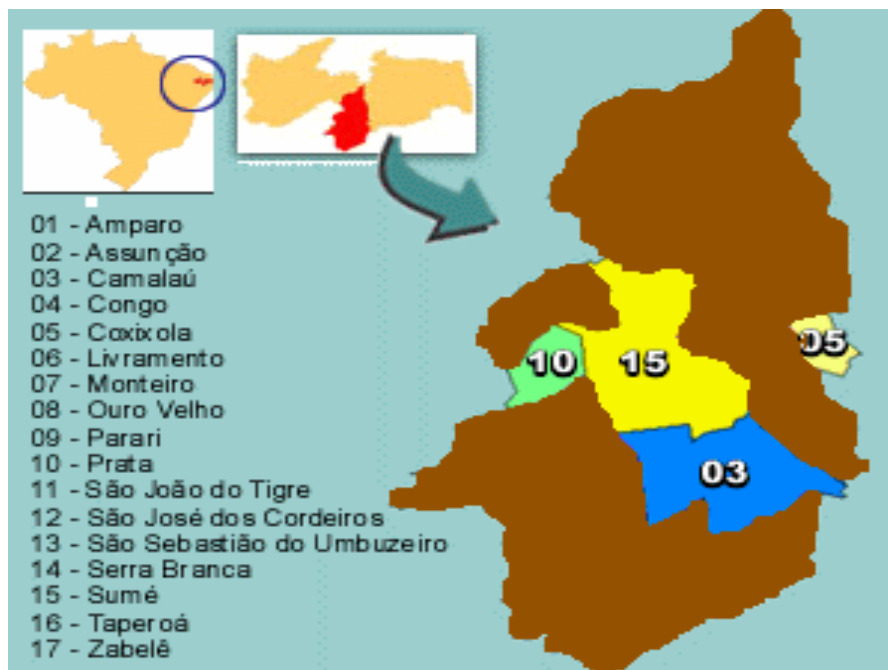 01 - Amparo
02 - Assunção
03 - Camalaú
04 - Congo
05 - Coxixola
06 - Livramento
07 - Monteiro
08 - Ouro Velho
09 - Parari
10 - Prata
11 - São João do Tigre
12 - São José dos Cordeiros
13 - São Sebastião do Umbuzeiro
14 - Serra Branca
15 - Sumé
16 - Taperoá
17 - Zabelê
05
10
15
03